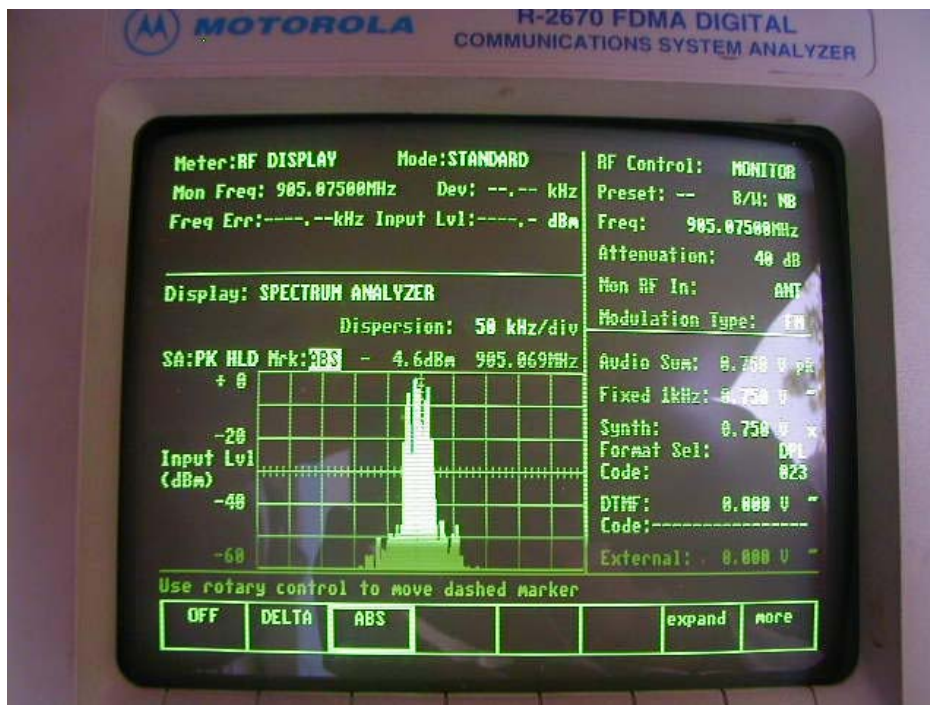 MOTOROLA
R-2670 FDMA DIGITAL
COMMUNICATIONS SYSTEM ANALYZER
Meter:RF DISPLAY Mode:STANDARD
Mon Freq: 905.07500MHz Dev: --.-- kHz
Freq Err:----.--kHz Input Lvl:----.- dBm
Display: SPECTRUM ANALYZER
Dispersion: 50 kHz/div
SA:PK HLD Mrk:ABS - 4.6dBm 905.069MHz
+ 0
-20
Input Lvl
(dBm)
-40
-60
RF Control: MONITOR
Preset: -- B/W: NB
Freq: 905.07500MHz
Attenuation: 40 dB
Mon RF In: ANT
Modulation Type: FM
Audio Sum: 0.750 V pk
Fixed 1kHz: 0.750 V ~
Synth: 0.750 V
Format Sel: DPL
Code: 023
DTMF: 0.000 V ~
Code:----------------
External: 0.000 V ~
Use rotary control to move dashed marker
OFF DELTA ABS expand more